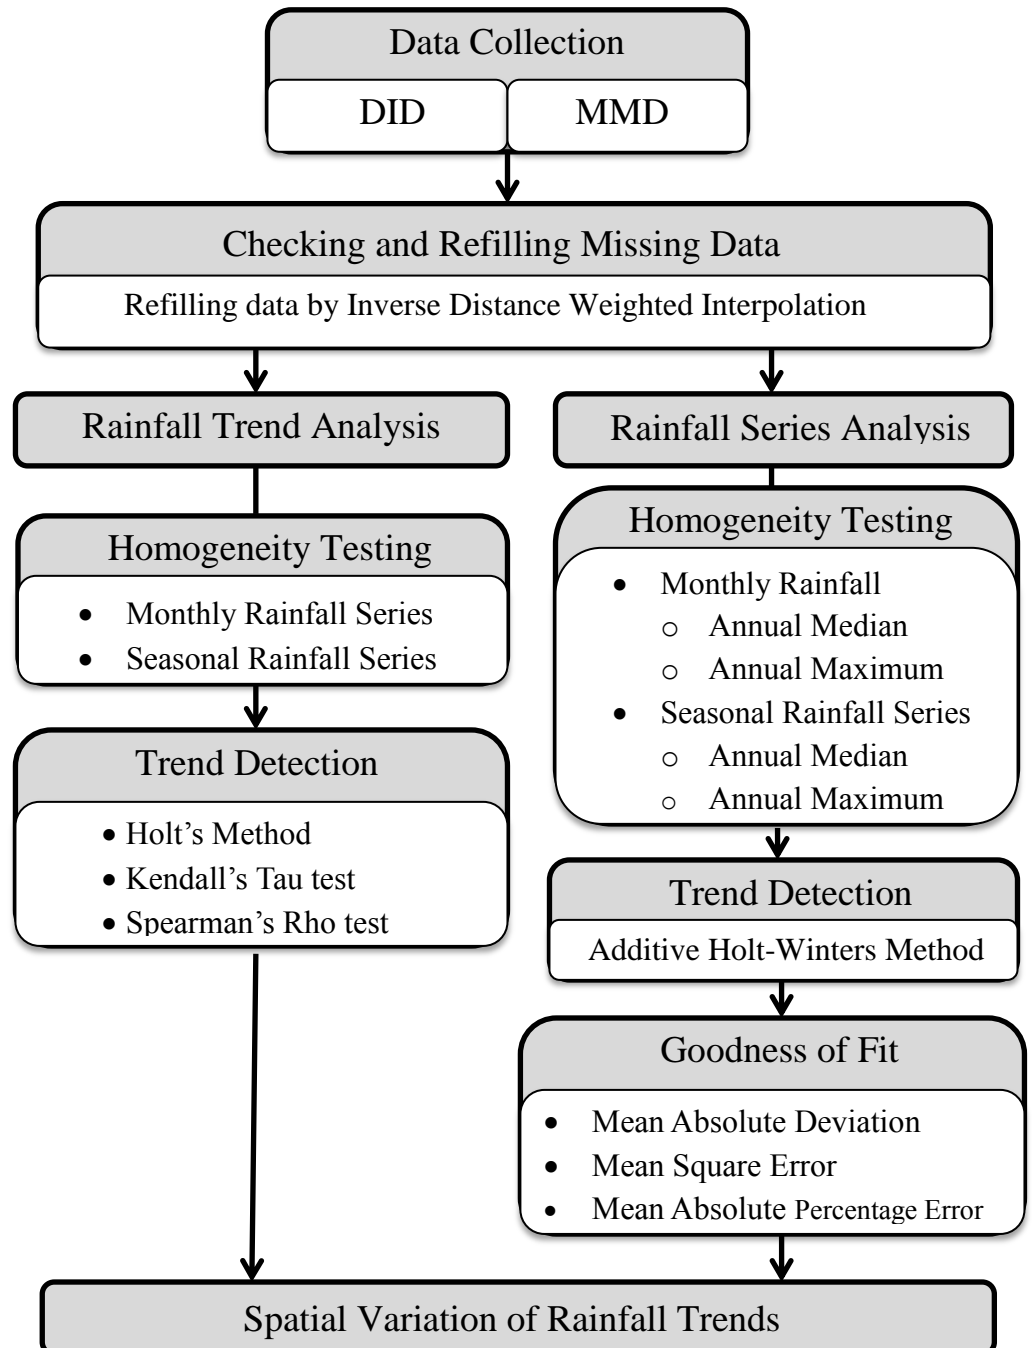 Data Collection
DID
MMD
Checking and Refilling Missing Data
Refilling data by Inverse Distance Weighted Interpolation
Rainfall Trend Analysis
Homogeneity Testing
• Monthly Rainfall Series
• Seasonal Rainfall Series
Trend Detection
• Holt’s Method
• Kendall’s Tau test
• Spearman’s Rho test
Rainfall Series Analysis
Homogeneity Testing
• Monthly Rainfall
o Annual Median
o Annual Maximum
• Seasonal Rainfall Series
o Annual Median
o Annual Maximum
Trend Detection
Additive Holt-Winters Method
Goodness of Fit
• Mean Absolute Deviation
• Mean Square Error
• Mean Absolute Percentage Error
Spatial Variation of Rainfall Trends